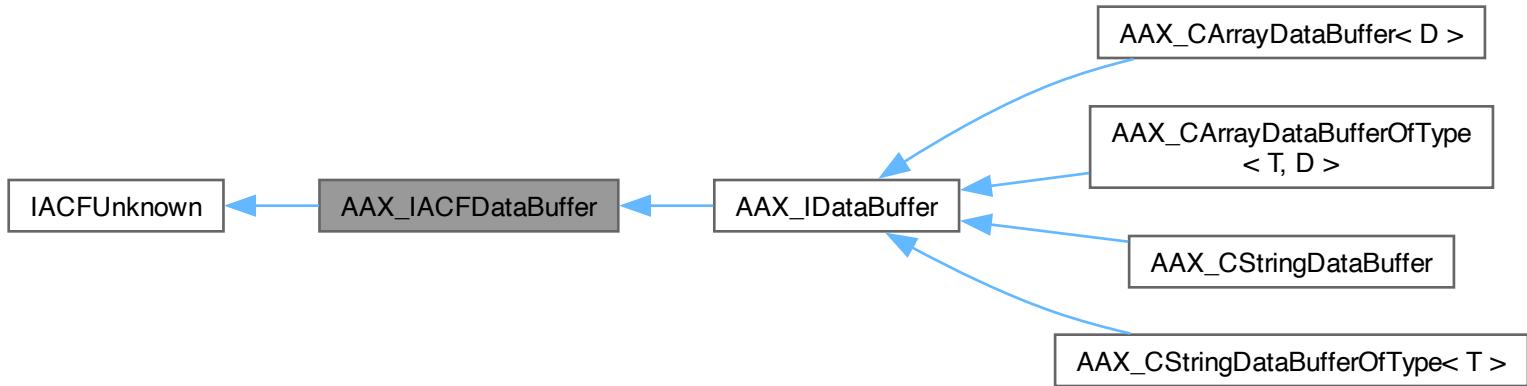 AAX_CArrayDataBuffer< D >
AAX_CArrayDataBufferOfType
< T, D >
IACFUnknown
AAX_IACFDataBuffer
AAX_IDataBuffer
AAX_CStringDataBuffer
AAX_CStringDataBufferOfType< T >